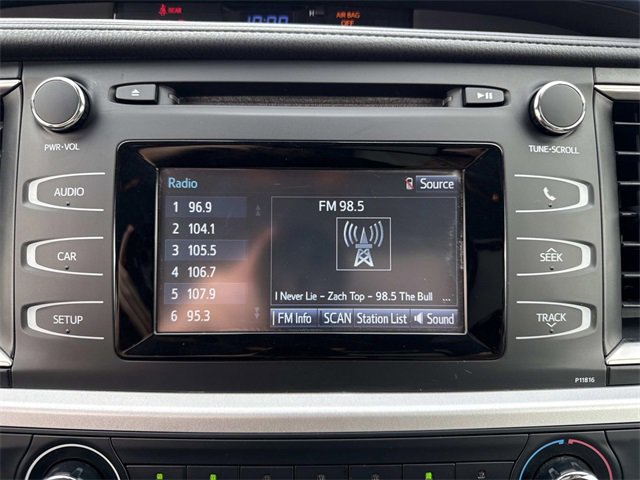 REAR
AIR BAG
OFF
PWR•VOL
TUNE•SCROLL
AUDIO
CAR
SETUP
SEEK
TRACK
Radio
Source
FM 98.5
1 96.9
2 104.1
3 105.5
4 106.7
5 107.9
6 95.3
I Never Lie - Zach Top - 98.5 The Bull ...
FM Info SCAN Station List Sound
P11816